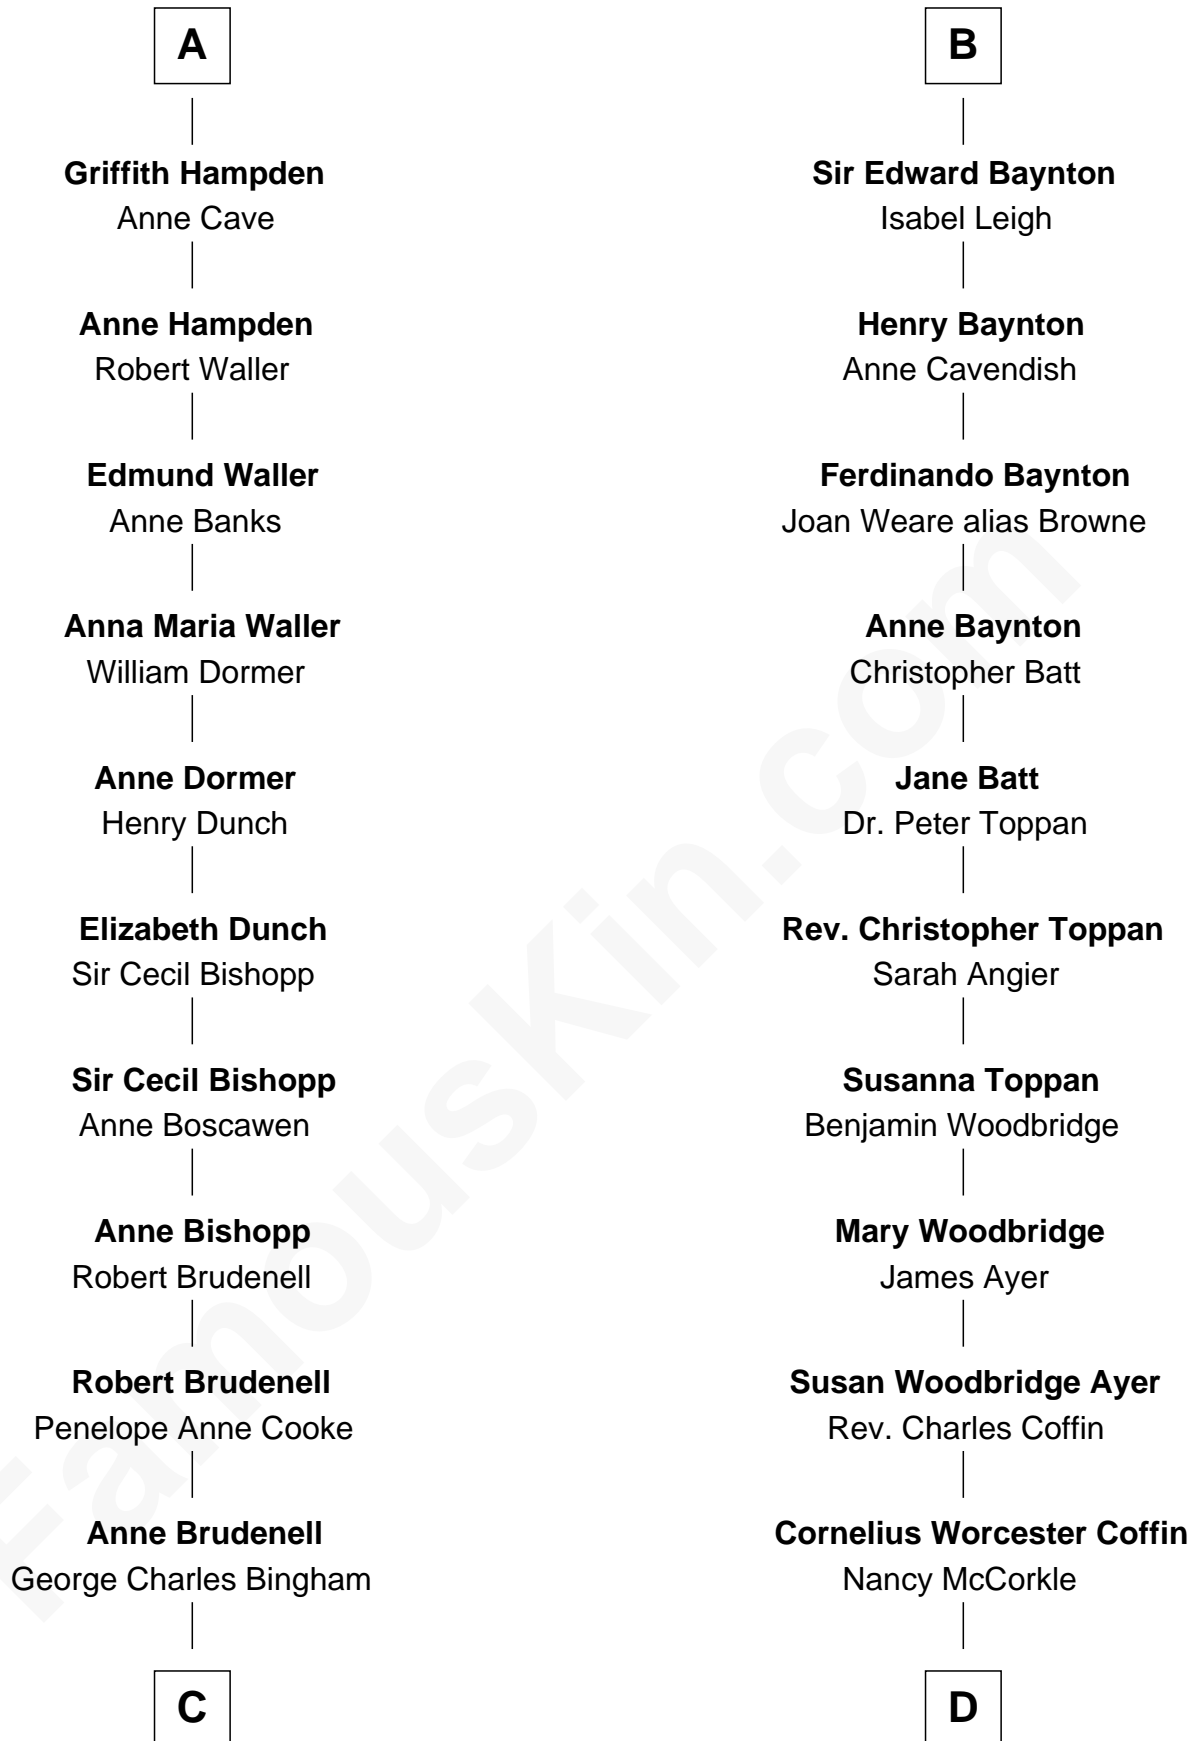 A
Griffith Hampden
Anne Cave
Anne Hampden
Robert Waller
Edmund Waller
Anne Banks
Anna Maria Waller
William Dormer
Anne Dormer
Henry Dunch
Elizabeth Dunch
Sir Cecil Bishopp
Sir Cecil Bishopp
Anne Boscawen
Anne Bishopp
Robert Brudenell
Robert Brudenell
Penelope Anne Cooke
Anne Brudenell
George Charles Bingham
C
B
Sir Edward Baynton
Isabel Leigh
Henry Baynton
Anne Cavendish
Ferdinando Baynton
Joan Weare alias Browne
Anne Baynton
Christopher Batt
Jane Batt
Dr. Peter Toppan
Rev. Christopher Toppan
Sarah Angier
Susanna Toppan
Benjamin Woodbridge
Mary Woodbridge
James Ayer
Susan Woodbridge Ayer
Rev. Charles Coffin
Cornelius Worcester Coffin
Nancy McCorkle
D
FamousKin.com